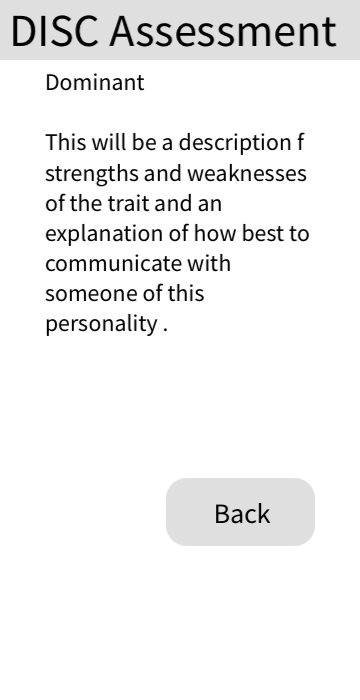 DISC Assessment
Dominant
This will be a description f
strengths and weaknesses
of the trait and an
explanation of how best to
communicate with
someone of this
personality .
Back